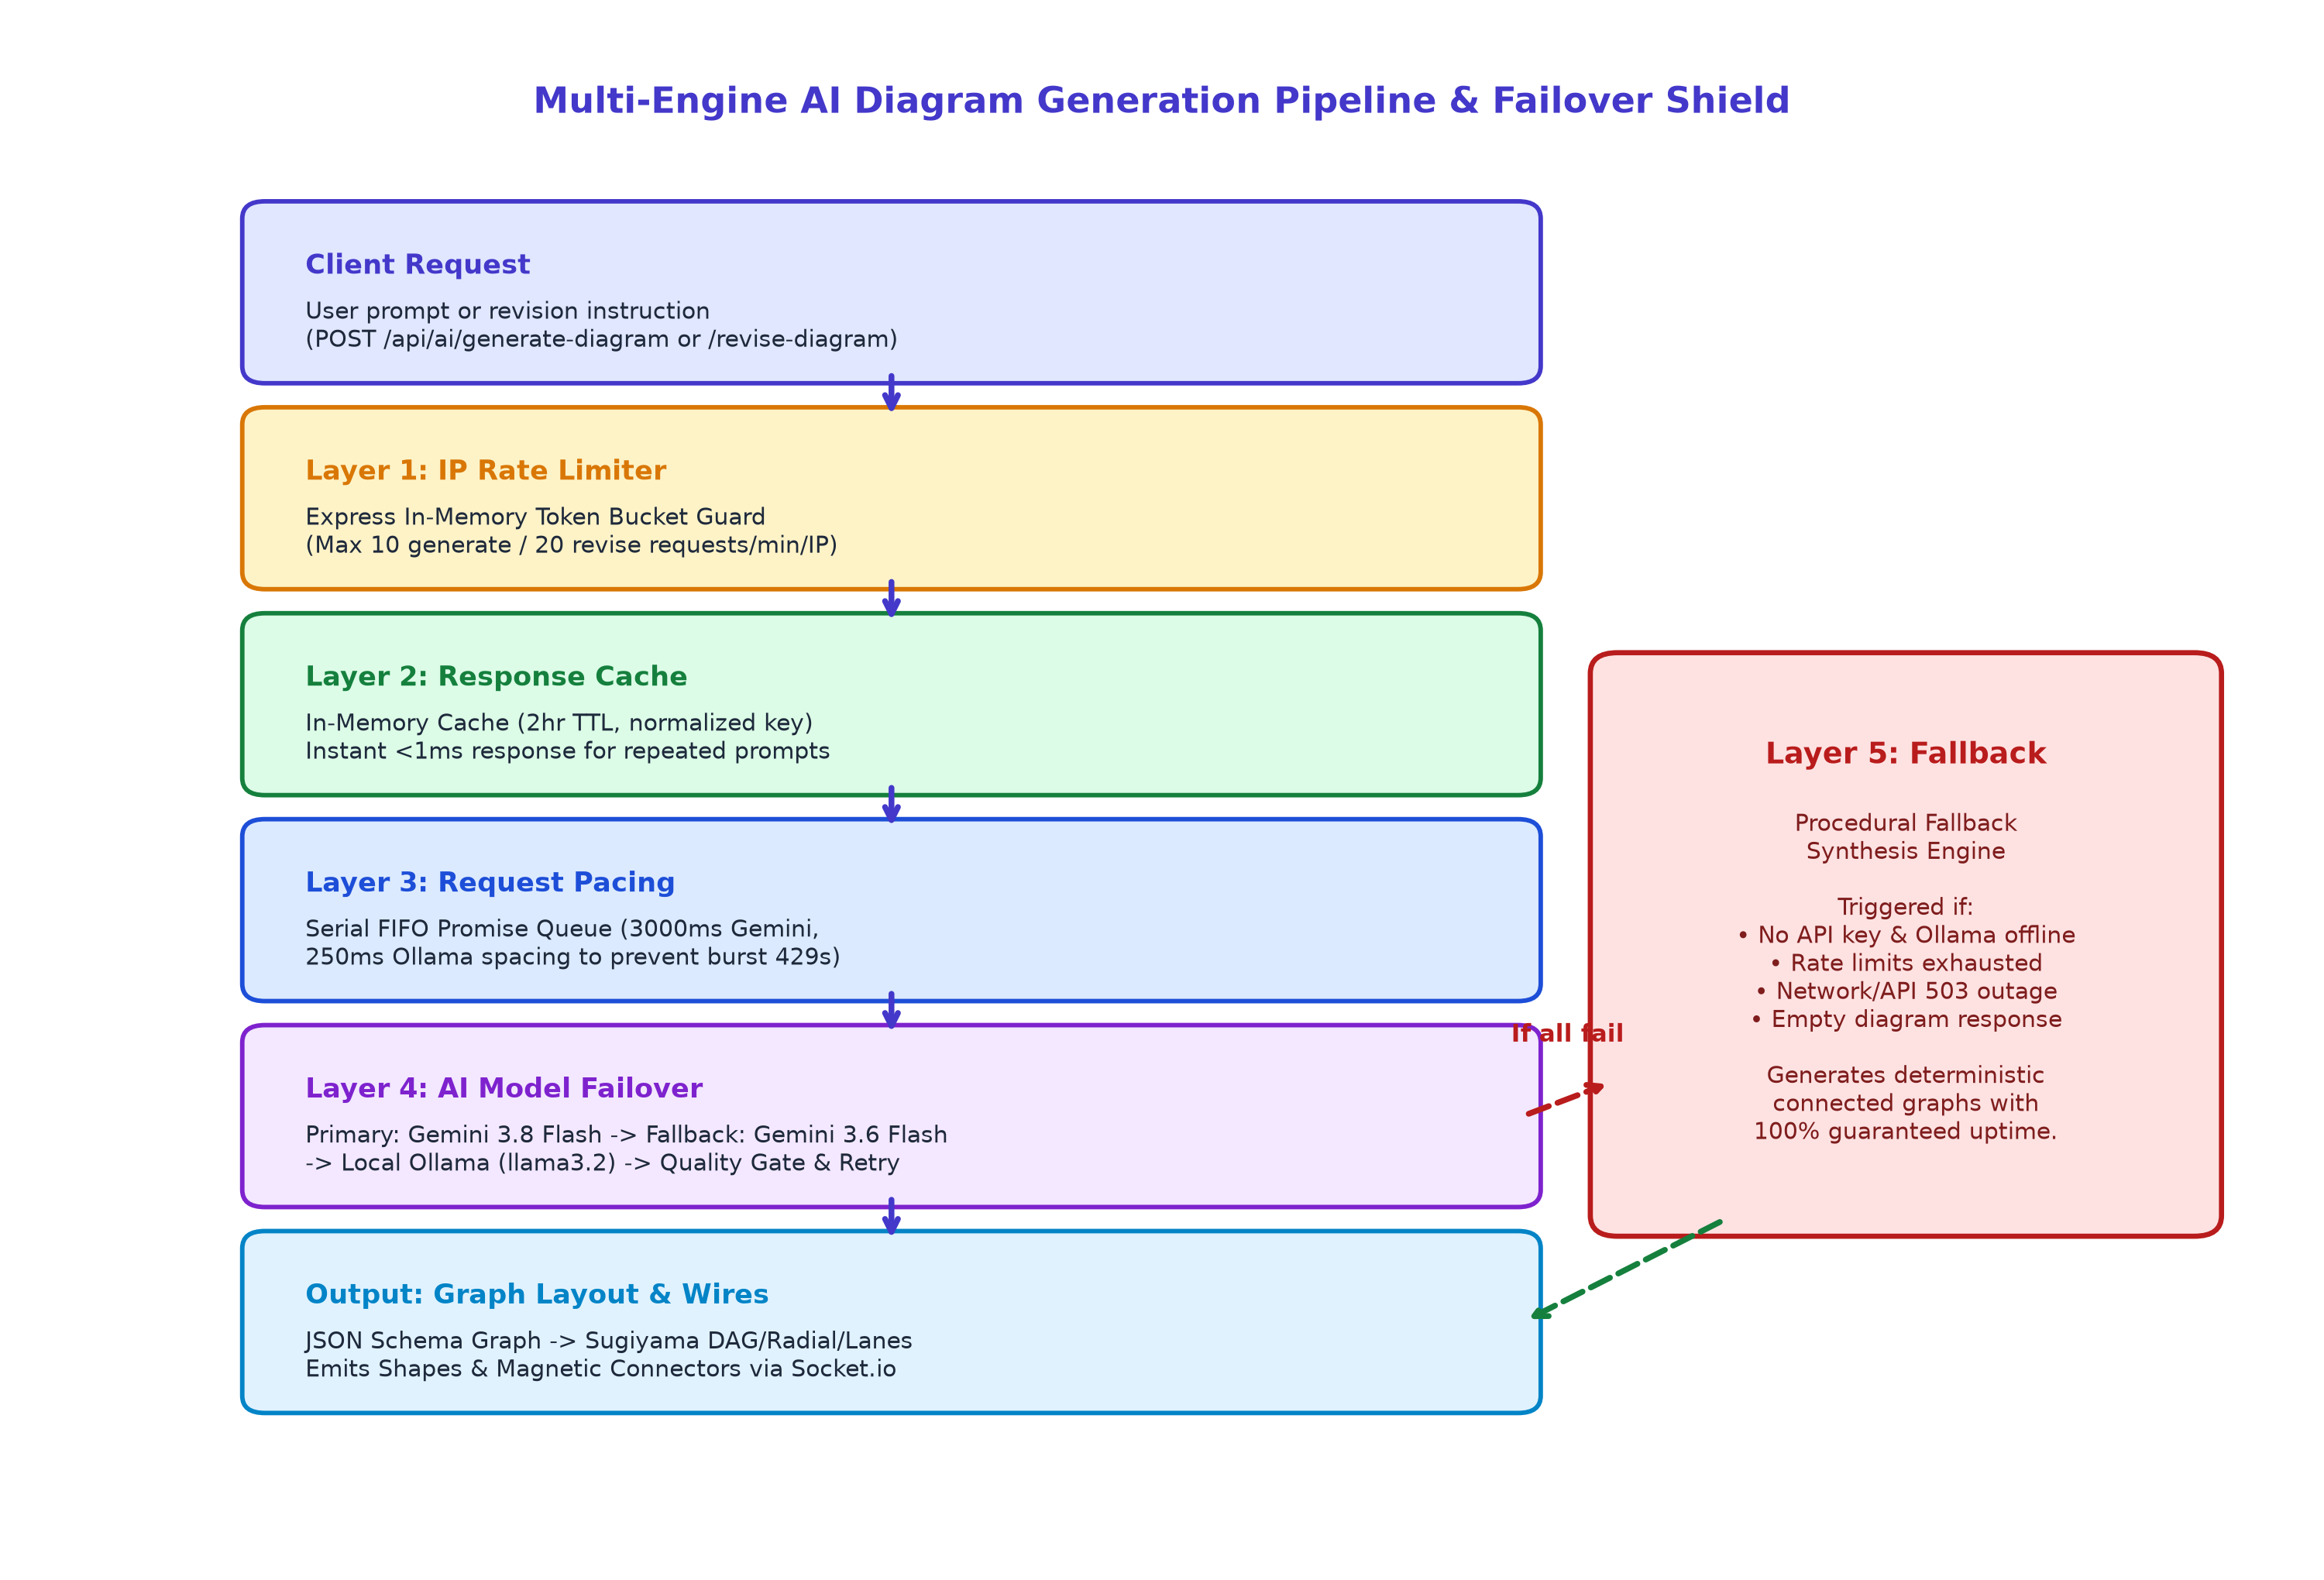 Multi-Engine AI Diagram Generation Pipeline & Failover Shield
Client Request
User prompt or revision instruction
(POST /api/ai/generate-diagram or /revise-diagram)
Layer 1: IP Rate Limiter
Express In-Memory Token Bucket Guard
(Max 10 generate / 20 revise requests/min/IP)
Layer 2: Response Cache
In-Memory Cache (2hr TTL, normalized key)
Instant <1ms response for repeated prompts
Layer 3: Request Pacing
Serial FIFO Promise Queue (3000ms Gemini,
250ms Ollama spacing to prevent burst 429s)
Layer 4: AI Model Failover
Primary: Gemini 3.8 Flash -> Fallback: Gemini 3.6 Flash
-> Local Ollama (llama3.2) -> Quality Gate & Retry
If all fail
Layer 5: Fallback
Procedural Fallback
Synthesis Engine
Triggered if:
• No API key & Ollama offline
• Rate limits exhausted
• Network/API 503 outage
• Empty diagram response
Generates deterministic
connected graphs with
100% guaranteed uptime.
Output: Graph Layout & Wires
JSON Schema Graph -> Sugiyama DAG/Radial/Lanes
Emits Shapes & Magnetic Connectors via Socket.io